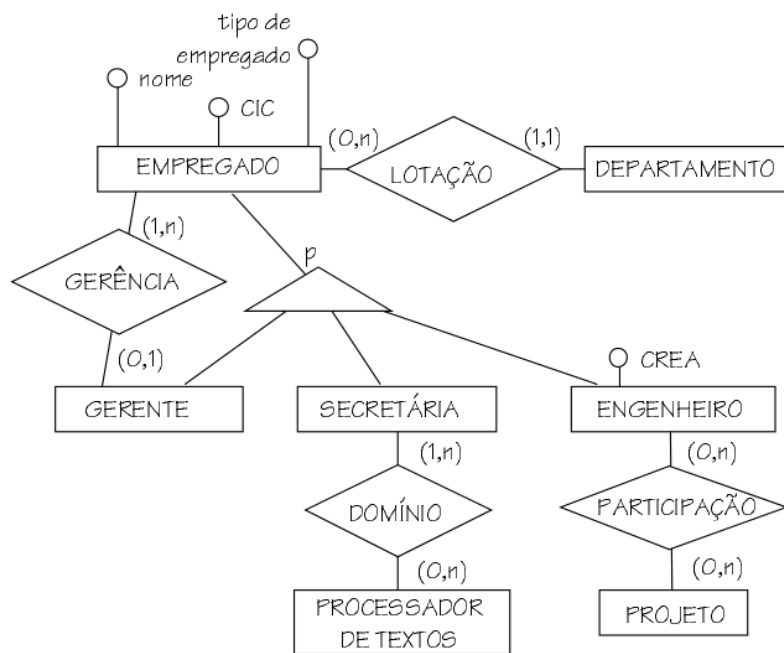 tipo de
empregado
nome
CIC
(0,n)
(1,1)
EMPREGADO
LOTAÇÃO
DEPARTAMENTO
(1,n)
p
GERÊNCIA
(0,1)
CREA
GERENTE
SECRETÁRIA
ENGENHEIRO
(1,n)
(0,n)
DOMÍNIO
PARTICIPAÇÃO
(0,n)
(0,n)
PROCESSADOR
DE TEXTOS
PROJETO